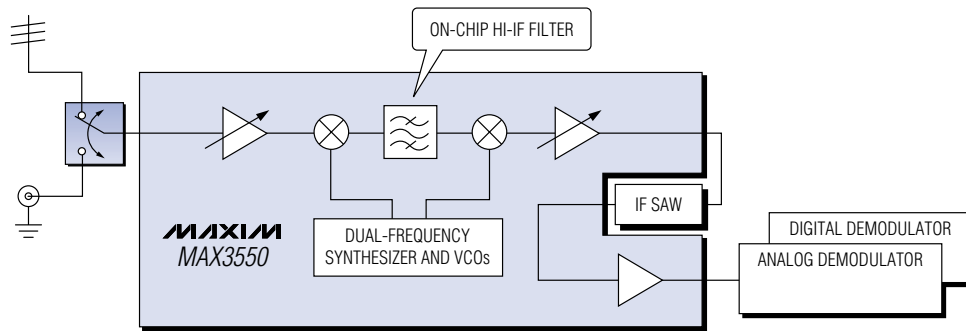 ON-CHIP HI-IF FILTER
IF SAW
MAXIM
MAX3550
DUAL-FREQUENCY
SYNTHESIZER AND VCOs
DIGITAL DEMODULATOR
ANALOG DEMODULATOR